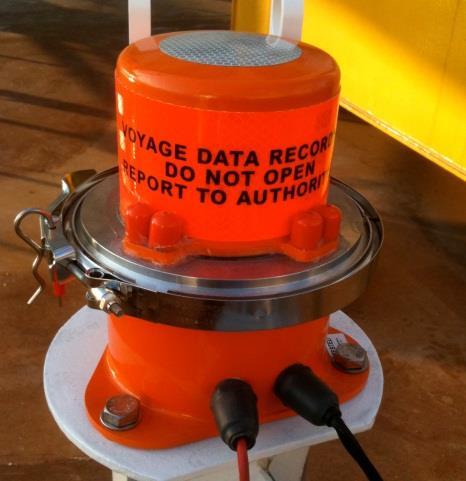 VOYAGE DATA RECORD
DO NOT OPEN
REPORT TO AUTHORIT